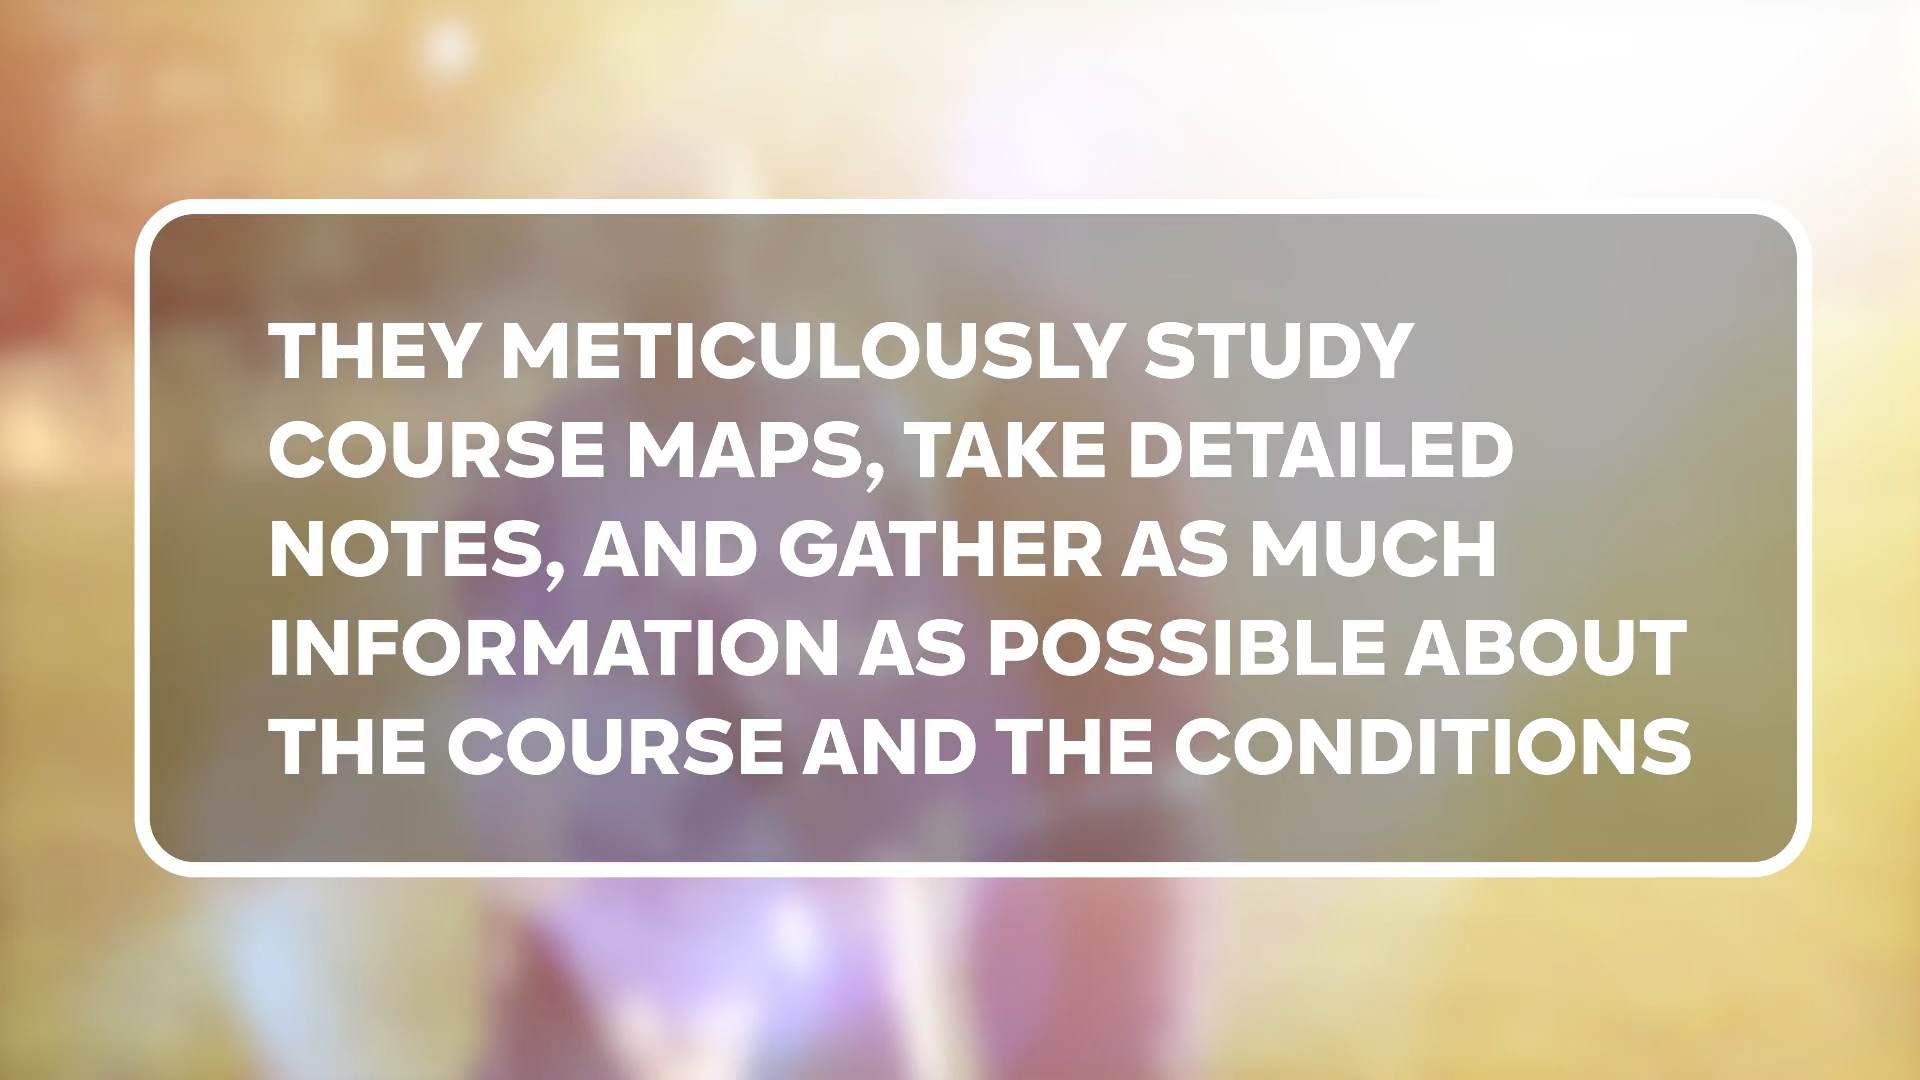 THEY METICULOUSLY STUDY
COURSE MAPS, TAKE DETAILED
NOTES, AND GATHER AS MUCH
INFORMATION AS POSSIBLE ABOUT
THE COURSE AND THE CONDITIONS